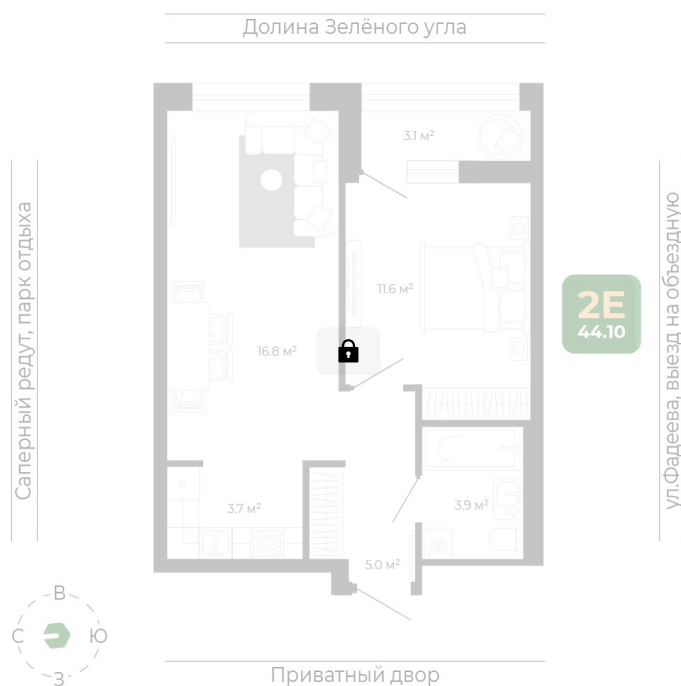 Долина Зелёного угла
3.1 м²
Саперный редут, парк отдыха
ул.Фадеева, выезд на объездную
11.6 м²
2Е
44.10
16.8 м²
3.7 м²
3.9 м²
5.0 м²
В
С
Ю
З
Приватный двор